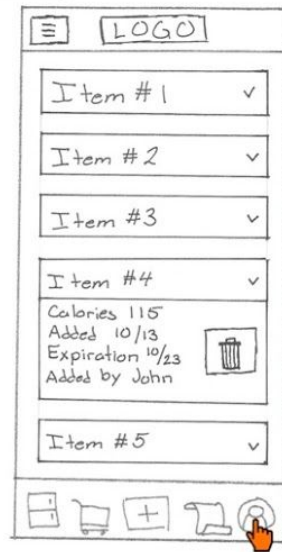 LOGO
Item #1
Item #2
Item #3
Item #4
Calories 115
Added 10/13
Expiration 10/23
Added by John
Item #5